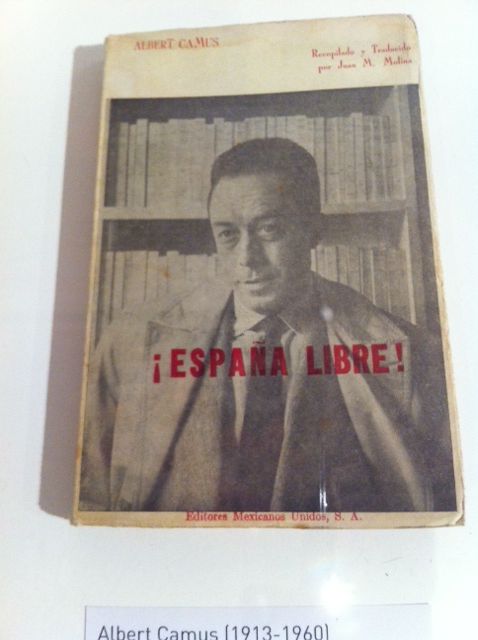 ALBERT CAMUS
Recopilado y Traducido
por Juan M. Molina
¡ESPAÑA LIBRE!
Editores Mexicanos Unidos, S. A.
Albert Camus (1913-1960)